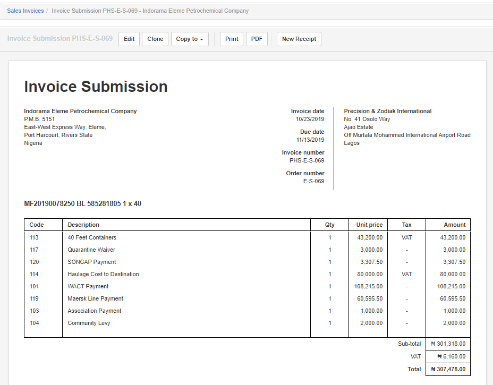 Sales Invoices / Invoice Submission PHS-E-S-069 - Indorama Eleme Petrochemical Company
Invoice Submission PHS-E-S-069 Edit Clone Copy to Print PDF New Receipt
Invoice Submission
Indorama Eleme Petrochemical Company
P.M.B. 5151
East-West Express Way, Eleme,
Port Harcourt, Rivers State
Nigeria
Invoice date
10/23/2019
Due date
11/13/2019
Invoice number
PHS-E-S-069
Order number
E-S-069
Precision & Zodiak International
No. 41 Osolo Way
Ajao Estate
Off Murtala Mohammed International Airport Road
Lagos
MF20190078250 BL 585281805 1 x 40
Code Description Qty Unit price Tax Amount
113 40 Feet Containers 1 43,200.00 VAT 43,200.00
117 Quarantine Waiver 1 3,000.00 - 3,000.00
120 SONCAP Payment 1 3,307.50 - 3,307.50
114 Haulage Cost to Destination 1 80,000.00 VAT 80,000.00
101 WACT Payment 1 108,215.00 - 108,215.00
119 Maersk Line Payment 1 60,595.50 - 60,595.50
103 Association Payment 1 1,000.00 - 1,000.00
104 Community Levy 1 2,000.00 - 2,000.00
Sub-total ₦ 301,318.00
VAT ₦ 6,160.00
Total ₦ 307,478.00